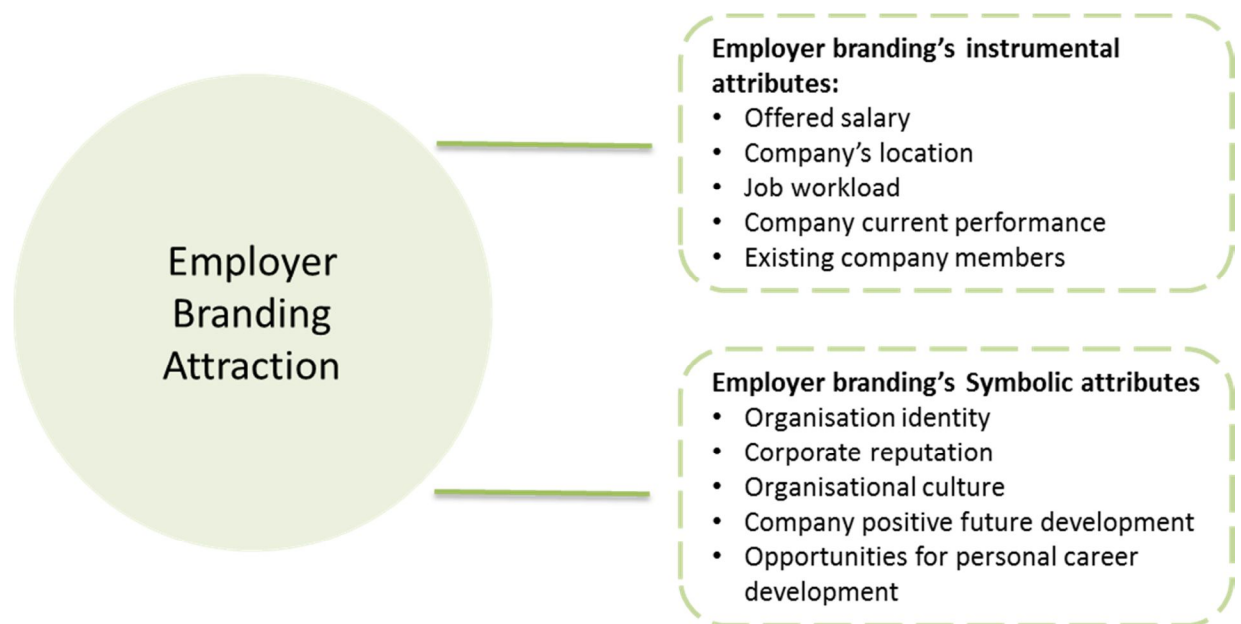 Employer
Branding
Attraction
Employer branding’s instrumental
attributes:
• Offered salary
• Company’s location
• Job workload
• Company current performance
• Existing company members
Employer branding’s Symbolic attributes
• Organisation identity
• Corporate reputation
• Organisational culture
• Company positive future development
• Opportunities for personal career
development